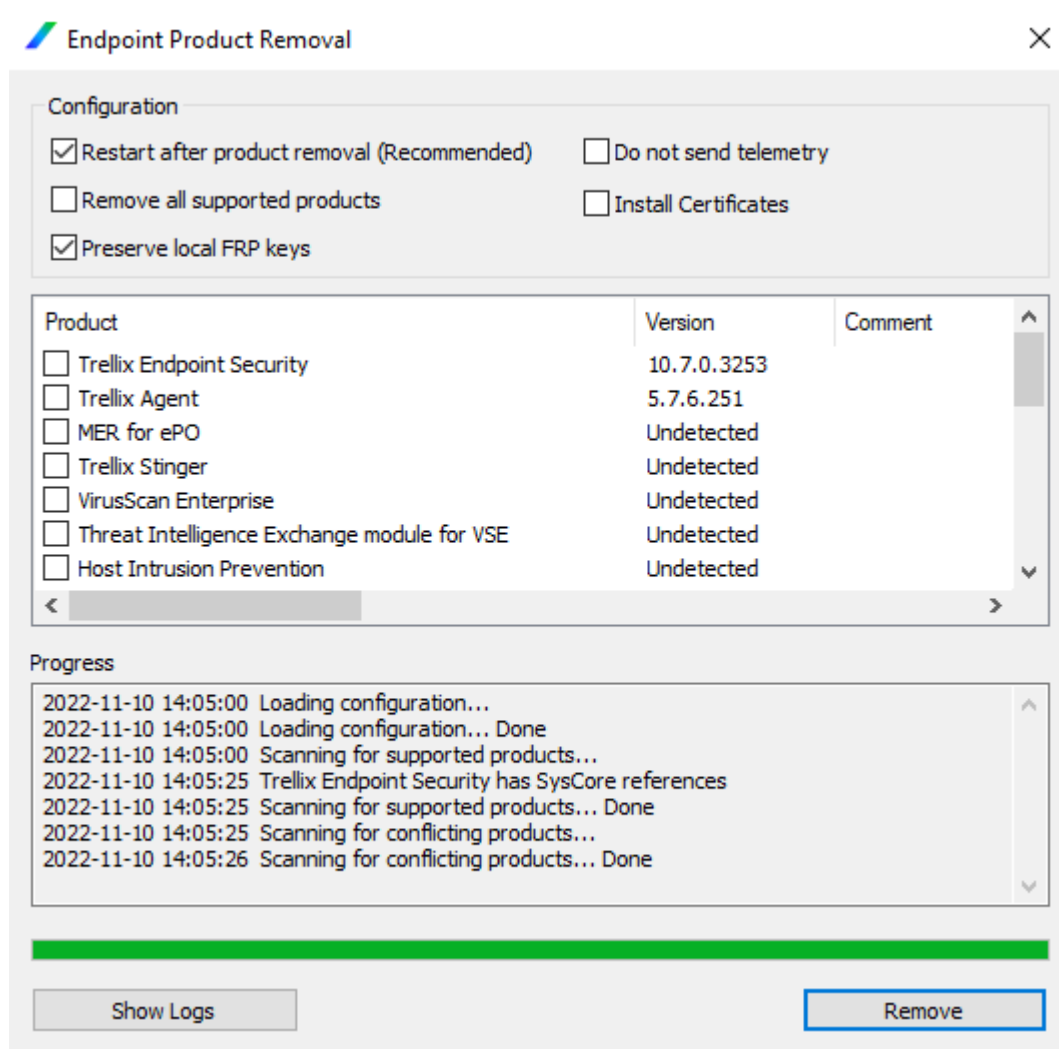 Endpoint Product Removal
Configuration
Restart after product removal (Recommended) Do not send telemetry
Remove all supported products Install Certificates
Preserve local FRP keys
Product Version Comment
Trellix Endpoint Security 10.7.0.3253
Trellix Agent 5.7.6.251
MER for ePO Undetected
Trellix Stinger Undetected
VirusScan Enterprise Undetected
Threat Intelligence Exchange module for VSE Undetected
Host Intrusion Prevention Undetected
Progress
2022-11-10 14:05:00 Loading configuration...
2022-11-10 14:05:00 Loading configuration... Done
2022-11-10 14:05:00 Scanning for supported products...
2022-11-10 14:05:25 Trellix Endpoint Security has SysCore references
2022-11-10 14:05:25 Scanning for supported products... Done
2022-11-10 14:05:25 Scanning for conflicting products...
2022-11-10 14:05:26 Scanning for conflicting products... Done
Show Logs Remove